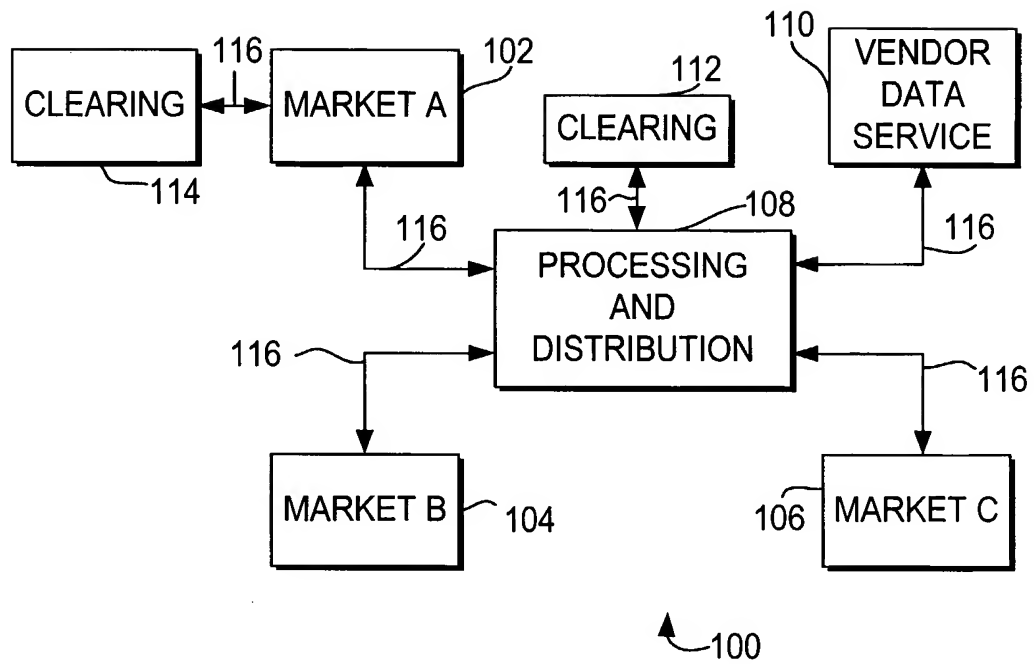 116
102
110
CLEARING
MARKET A
112
CLEARING
VENDOR
DATA
SERVICE
114
116
108
116
116
PROCESSING
AND
DISTRIBUTION
116
116
MARKET B
104
106
MARKET C
100